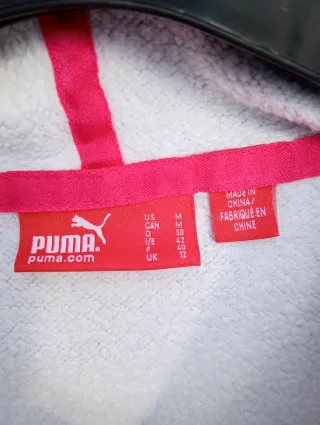 PUMA
puma.com
US M
CAN M
D 38
I/E 42
F 40
UK 12
MADE IN
CHINA/
FABRIQUÉ EN
CHINE